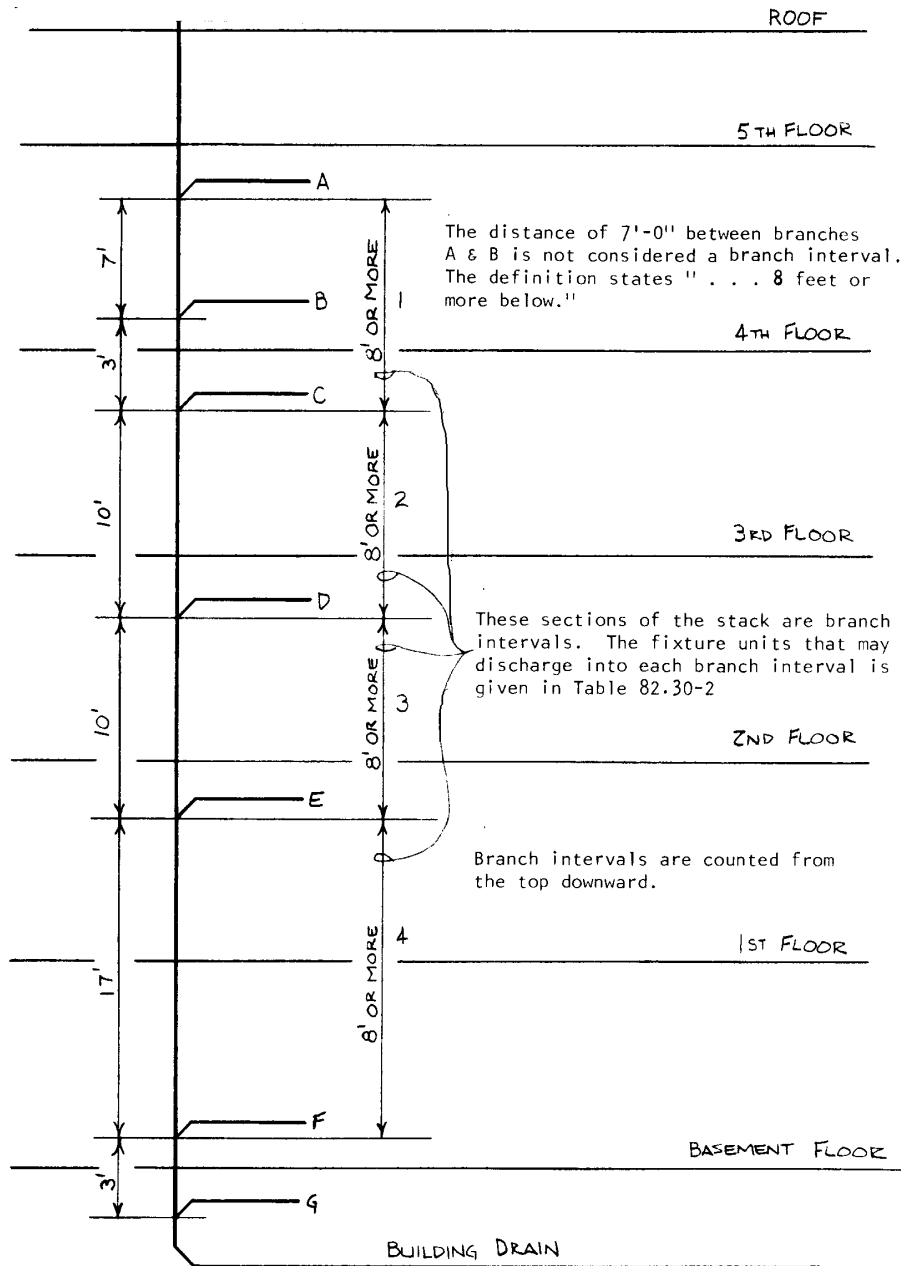 ROOF
5TH FLOOR
A
7'
8' OR MORE
1
The distance of 7'-0" between branches
A & B is not considered a branch interval.
The definition states " . . . 8 feet or
more below."
B
3'
4TH FLOOR
C
10'
8' OR MORE
2
3RD FLOOR
D
These sections of the stack are branch
intervals. The fixture units that may
discharge into each branch interval is
given in Table 82.30-2
10'
8' OR MORE
3
2ND FLOOR
E
Branch intervals are counted from
the top downward.
17'
8' OR MORE
4
1ST FLOOR
F
BASEMENT FLOOR
3'
G
BUILDING DRAIN